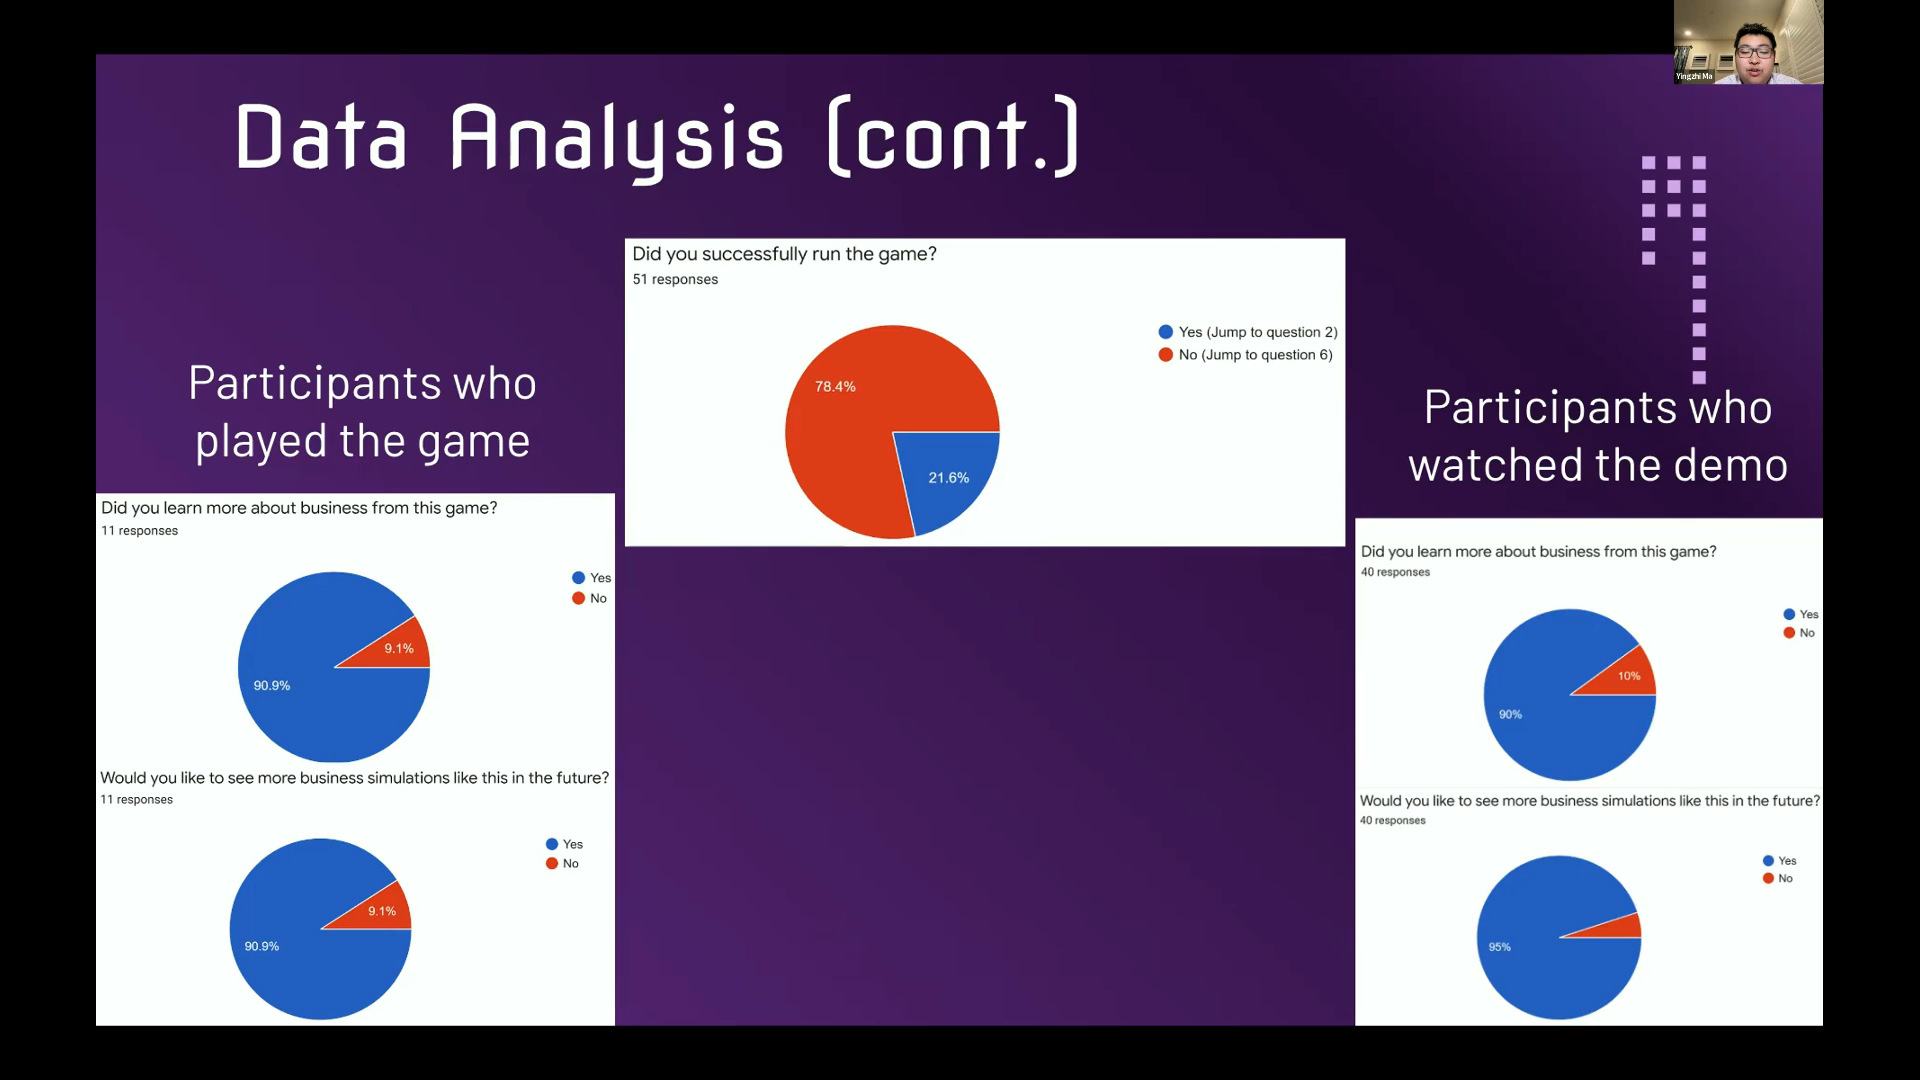 Yingzhi Ma
Data Analysis (cont.)
Did you successfully run the game?
51 responses
Yes (Jump to question 2)
No (Jump to question 6)
78.4%
21.6%
Participants who
played the game
Did you learn more about business from this game?
11 responses
Yes
No
9.1%
90.9%
Would you like to see more business simulations like this in the future?
11 responses
Yes
No
9.1%
90.9%
Participants who
watched the demo
Did you learn more about business from this game?
40 responses
Yes
No
10%
90%
Would you like to see more business simulations like this in the future?
40 responses
Yes
No
95%